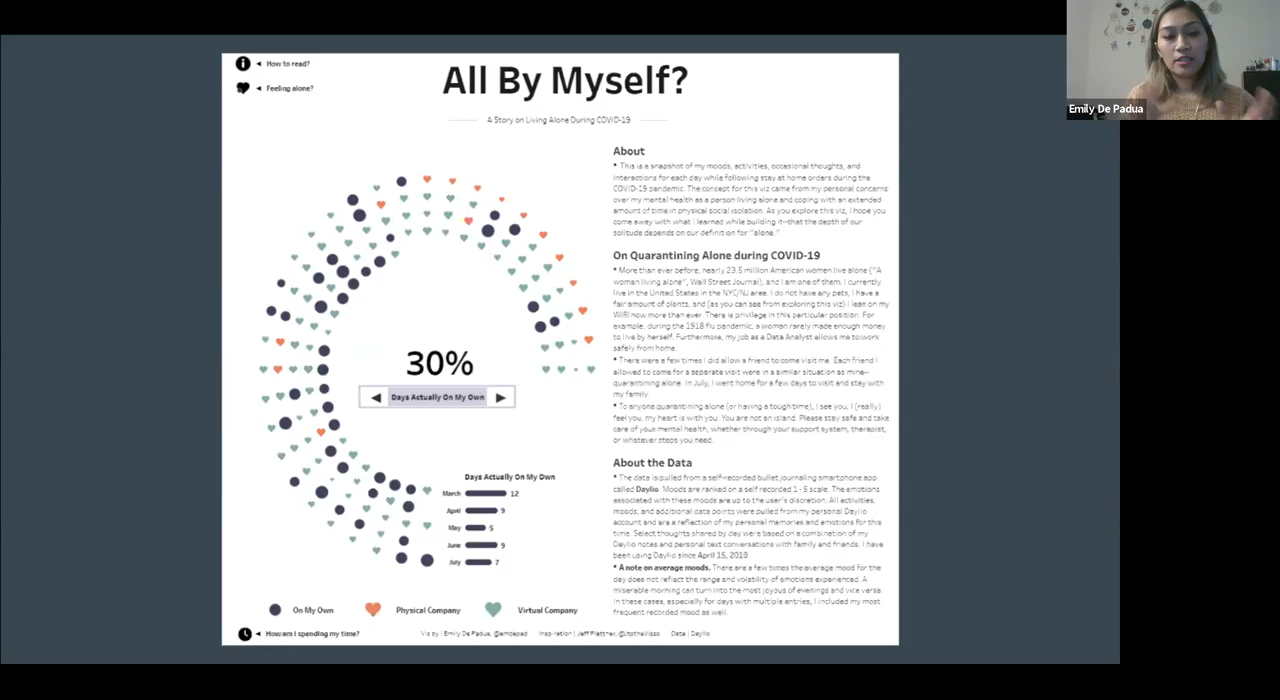 How to read?
Feeling alone?
All By Myself?
A Story on Living Alone During COVID-19
Emily De Padua
About
* This is a snapshot of my moods, activities, occasional thoughts, and
interactions for each day while following stay at home orders during the
COVID-19 pandemic. The concept for this viz came from my personal concerns
over my mental health as a person living alone and coping with an extended
amount of time in physical social isolation. As you explore this viz, I hope you
come away with what I learned while building it—that the depth of our
solitude depends on our definition for "alone."
On Quarantining Alone during COVID-19
* More than ever before, nearly 23.5 million American women live alone ("A
woman living alone", Wall Street Journal), and I am one of them. I currently
live in the United States in the NYC/NJ area. I do not have any pets, I have a
fair amount of plants, and (as you can see from exploring this viz) I lean on my
WIFI now more than ever. There is privilege in this particular position. For
example, during the 1918 flu pandemic, a woman rarely made enough money
to live by herself. Furthermore, my job as a Data Analyst allows me to work
safely from home.
* There were a few times I did allow a friend to come visit me. Each friend I
allowed to come for a separate visit were in a similar situation as mine—
quarantining alone. In July, I went home for a few days to visit and stay with
my family.
* To anyone quarantining alone (or having a tough time), I see you, I (really)
feel you, my heart is with you. You are not an island. Please stay safe and take
care of your mental health, whether through your support system, therapist,
or whatever steps you need.
About the Data
* The data is pulled from a self-recorded bullet journaling smartphone app
called Daylio. Moods are ranked on a self recorded 1 - 5 scale. The emotions
associated with these moods are up to the user's discretion. All activities,
moods, and additional data points were pulled from my personal Daylio
account and are a reflection of my personal memories and emotions for this
time. Select thoughts shared by day were based on a combination of my
Daylio notes and personal text conversations with family and friends. I have
been using Daylio since April 15, 2019.
* A note on average moods. There are a few times the average mood for the
day does not reflect the range and volatility of emotions experienced. A
miserable morning can turn into the most joyous of evenings and vice versa.
In these cases, especially for days with multiple entries, I included my most
frequent recorded mood as well.
30%
Days Actually On My Own
Days Actually On My Own
March 12
April 9
May 5
June 9
July 7
On My Own Physical Company Virtual Company
How am I spending my time?
Viz by | Emily De Padua, @empepad Inspiration | Jeff Plattner, @JtotheVizzo Data | Daylio